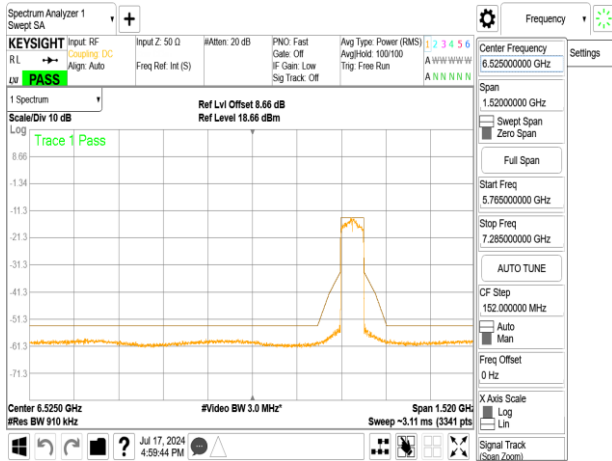 Spectrum Analyzer 1
Swept SA
+
Frequency
KEYSIGHT
RL
LXI
PASS
Input: RF
Coupling: DC
Align: Auto
Input Z: 50 Ω
Freq Ref: Int (S)
#Atten: 20 dB
PNO: Fast
Gate: Off
IF Gain: Low
Sig Track: Off
Avg Type: Power (RMS)
Avg|Hold: 100/100
Trig: Free Run
1 2 3 4 5 6
A W W W W W
A N N N N N
1 Spectrum
Scale/Div 10 dB
Ref Lvl Offset 8.66 dB
Ref Level 18.66 dBm
Log
Trace 1 Pass
8.66
-1.34
-11.3
-21.3
-31.3
-41.3
-51.3
-61.3
-71.3
Center 6.5250 GHz
#Res BW 910 kHz
#Video BW 3.0 MHz*
Span 1.520 GHz
Sweep ~3.11 ms (3341 pts
?
Jul 17, 2024
4:59:44 PM
Center Frequency
6.525000000 GHz
Settings
Span
1.52000000 GHz
Swept Span
Zero Span
Full Span
Start Freq
5.765000000 GHz
Stop Freq
7.285000000 GHz
AUTO TUNE
CF Step
152.000000 MHz
Auto
Man
Freq Offset
0 Hz
X Axis Scale
Log
Lin
Signal Track
(Span Zoom)